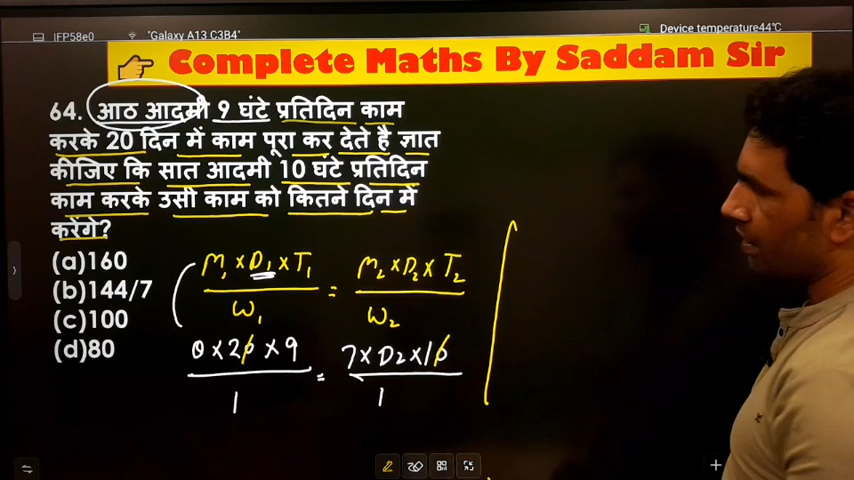 IFP58e0 "Galaxy A13 C3B4" Device temperature44℃
Complete Maths By Saddam Sir
64. आठ आदमी 9 घंटे प्रतिदिन काम
करके 20 दिन में काम पूरा कर देते है ज्ञात
कीजिए कि सात आदमी 10 घंटे प्रतिदिन
काम करके उसी काम को कितने दिन में
करेंगे?
(a)160
(b)144/7
(c)100
(d)80
M₁ × D₁ × T₁ / W₁ = M₂ × D₂ × T₂ / W₂
8 × 20 × 9 / 1 = 7 × D2 × 10 / 1